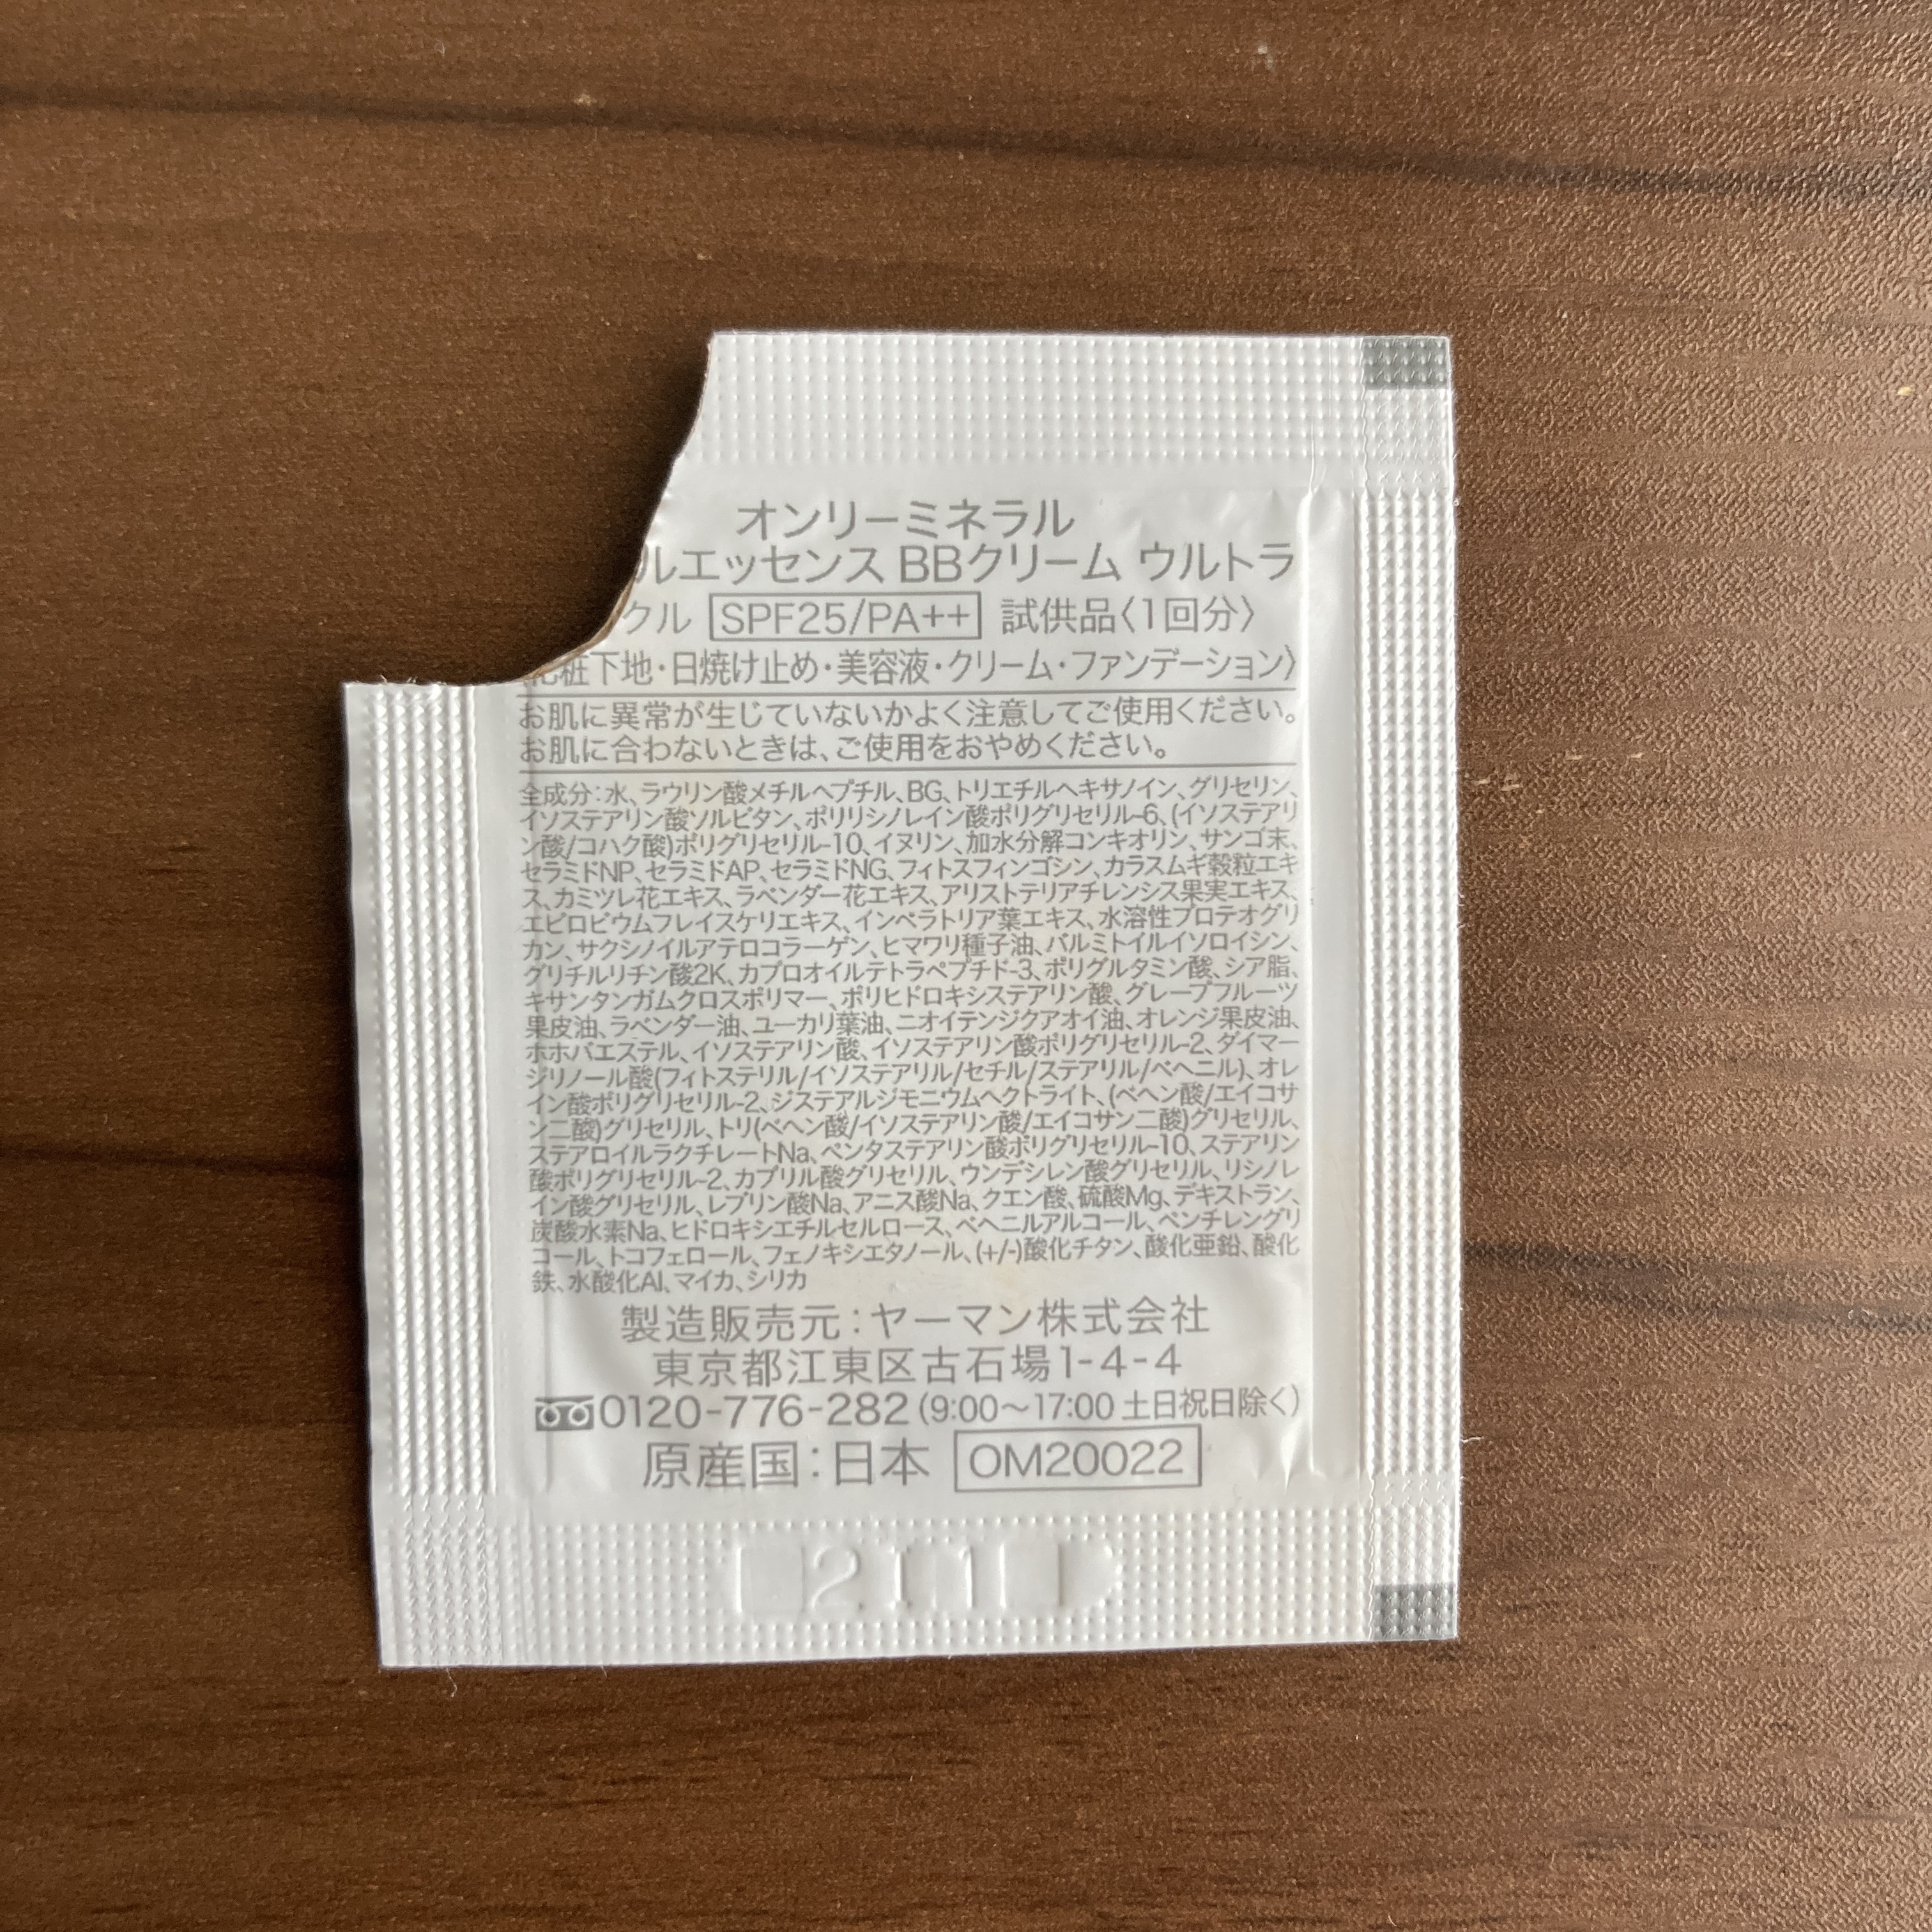 オンリーミネラル
ルエッセンス BBクリーム ウルトラ
クル SPF25/PA++ 試供品〈1回分〉
化粧下地・日焼け止め・美容液・クリーム・ファンデーション〉
お肌に異常が生じていないかよく注意してご使用ください。
お肌に合わないときは、ご使用をおやめください。
全成分:水、ラウリン酸メチルヘプチル、BG、トリエチルヘキサノイン、グリセリン、
イソステアリン酸ソルビタン、ポリリシノレイン酸ポリグリセリル-6、(イソステアリ
ン酸/コハク酸)ポリグリセリル-10、イヌリン、加水分解コンキオリン、サンゴ末、
セラミドNP、セラミドAP、セラミドNG、フィトスフィンゴシン、カラスムギ穀粒エキ
ス、カミツレ花エキス、ラベンダー花エキス、アリストテリアチレンシス果実エキス、
エピロビウムフレイスケリエキス、インペラトリア葉エキス、水溶性プロテオグリ
カン、サクシノイルアテロコラーゲン、ヒマワリ種子油、パルミトイルイソロイシン、
グリチルリチン酸2K、カプロオイルテトラペプチド-3、ポリグルタミン酸、シア脂、
キサンタンガムクロスポリマー、ポリヒドロキシステアリン酸、グレープフルーツ
果皮油、ラベンダー油、ユーカリ葉油、ニオイテンジクアオイ油、オレンジ果皮油、
ホホバエステル、イソステアリン酸、イソステアリン酸ポリグリセリル-2、ダイマー
ジリノール酸(フィトステリル/イソステアリル/セチル/ステアリル/ベヘニル)、オレ
イン酸ポリグリセリル-2、ジステアルジモニウムヘクトライト、(ベヘン酸/エイコサ
ン二酸)グリセリル、トリ(ベヘン酸/イソステアリン酸/エイコサン二酸)グリセリル、
ステアロイルラクチレートNa、ペンタステアリン酸ポリグリセリル-10、ステアリン
酸ポリグリセリル-2、カプリル酸グリセリル、ウンデシレン酸グリセリル、リシノレ
イン酸グリセリル、レブリン酸Na、アニス酸Na、クエン酸、硫酸Mg、デキストラン、
炭酸水素Na、ヒドロキシエチルセルロース、ベヘニルアルコール、ペンチレングリ
コール、トコフェロール、フェノキシエタノール、(+/-)酸化チタン、酸化亜鉛、酸化
鉄、水酸化Al、マイカ、シリカ
製造販売元:ヤーマン株式会社
東京都江東区古石場1-4-4
0120-776-282(9:00〜17:00 土日祝日除く)
原産国:日本 OM20022